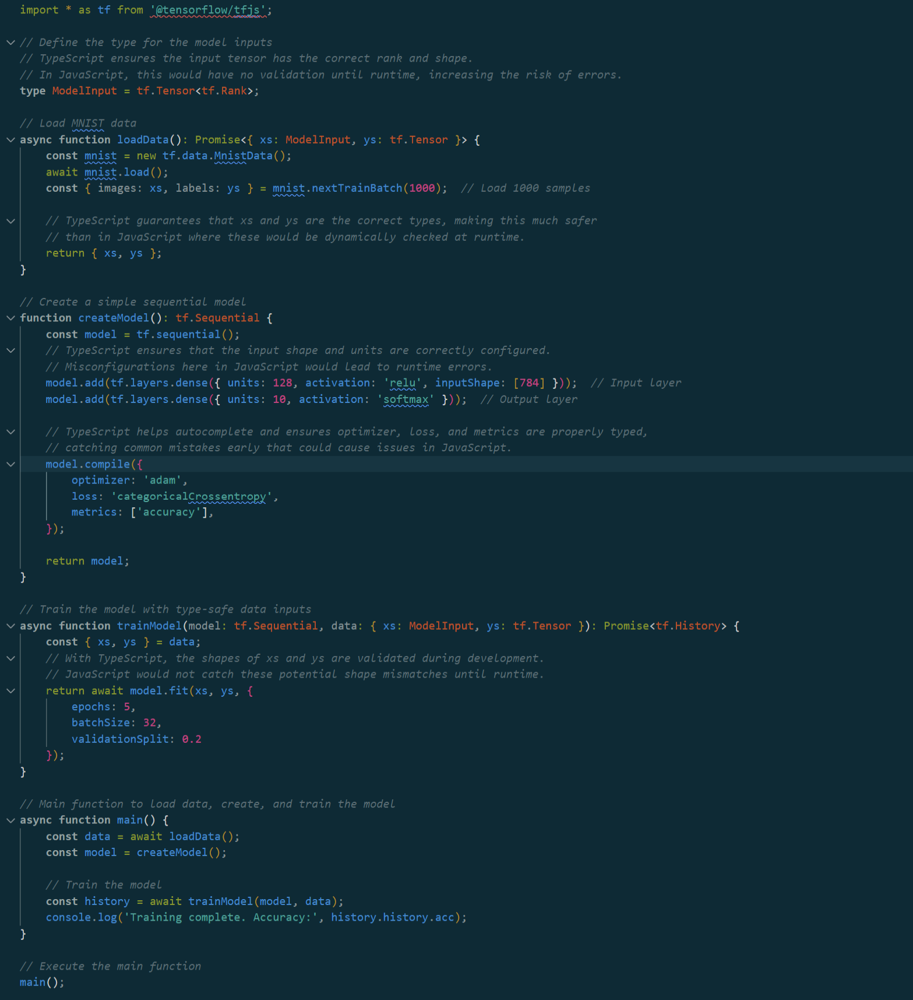 import * as tf from '@tensorflow/tfjs';
// Define the type for the model inputs
// TypeScript ensures the input tensor has the correct rank and shape.
// In JavaScript, this would have no validation until runtime, increasing the risk of errors.
type ModelInput = tf.Tensor<tf.Rank>;
// Load MNIST data
async function loadData(): Promise<{ xs: ModelInput, ys: tf.Tensor }> {
    const mnist = new tf.data.MnistData();
    await mnist.load();
    const { images: xs, labels: ys } = mnist.nextTrainBatch(1000);  // Load 1000 samples
    // TypeScript guarantees that xs and ys are the correct types, making this much safer
    // than in JavaScript where these would be dynamically checked at runtime.
    return { xs, ys };
}
// Create a simple sequential model
function createModel(): tf.Sequential {
    const model = tf.sequential();
    // TypeScript ensures that the input shape and units are correctly configured.
    // Misconfigurations here in JavaScript would lead to runtime errors.
    model.add(tf.layers.dense({ units: 128, activation: 'relu', inputShape: [784] }));  // Input layer
    model.add(tf.layers.dense({ units: 10, activation: 'softmax' }));  // Output layer
    // TypeScript helps autocomplete and ensures optimizer, loss, and metrics are properly typed,
    // catching common mistakes early that could cause issues in JavaScript.
    model.compile({
        optimizer: 'adam',
        loss: 'categoricalCrossentropy',
        metrics: ['accuracy'],
    });
    return model;
}
// Train the model with type-safe data inputs
async function trainModel(model: tf.Sequential, data: { xs: ModelInput, ys: tf.Tensor }): Promise<tf.History> {
    const { xs, ys } = data;
    // With TypeScript, the shapes of xs and ys are validated during development.
    // JavaScript would not catch these potential shape mismatches until runtime.
    return await model.fit(xs, ys, {
        epochs: 5,
        batchSize: 32,
        validationSplit: 0.2
    });
}
// Main function to load data, create, and train the model
async function main() {
    const data = await loadData();
    const model = createModel();
    // Train the model
    const history = await trainModel(model, data);
    console.log('Training complete. Accuracy:', history.history.acc);
}
// Execute the main function
main();